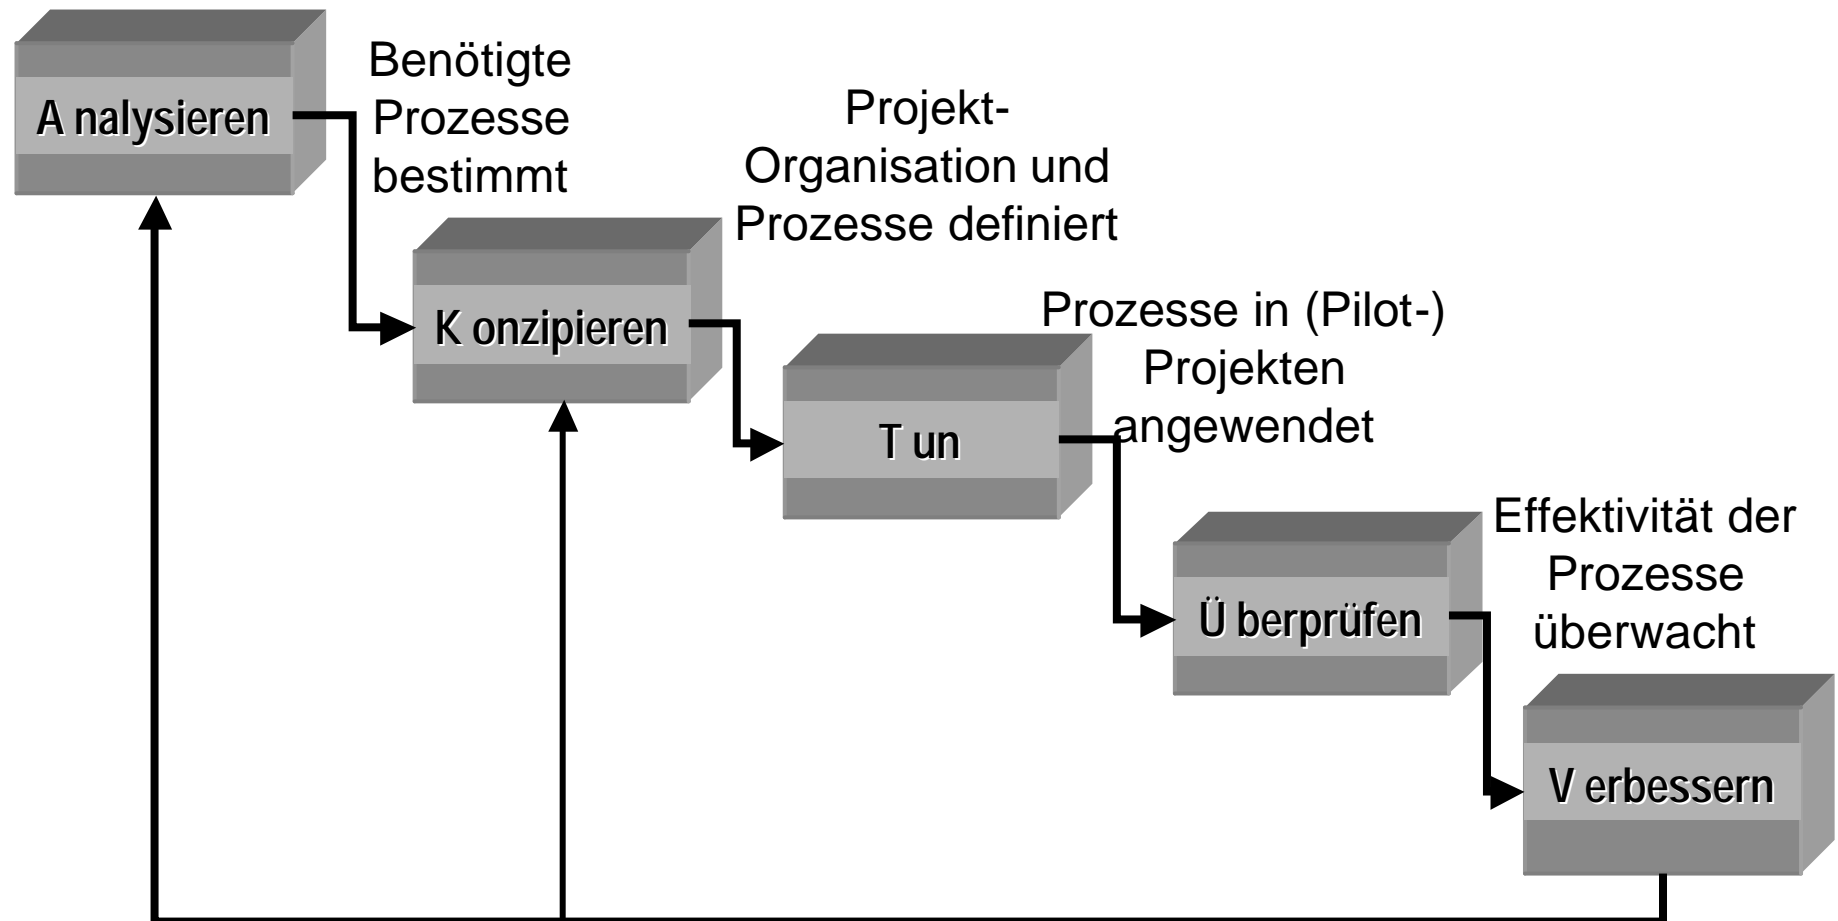 A nalysieren
Benötigte
Prozesse
bestimmt
K onzipieren
Projekt-
Organisation und
Prozesse definiert
T un
Prozesse in (Pilot-)
Projekten
angewendet
Ü berprüfen
Effektivität der
Prozesse
überwacht
V erbessern